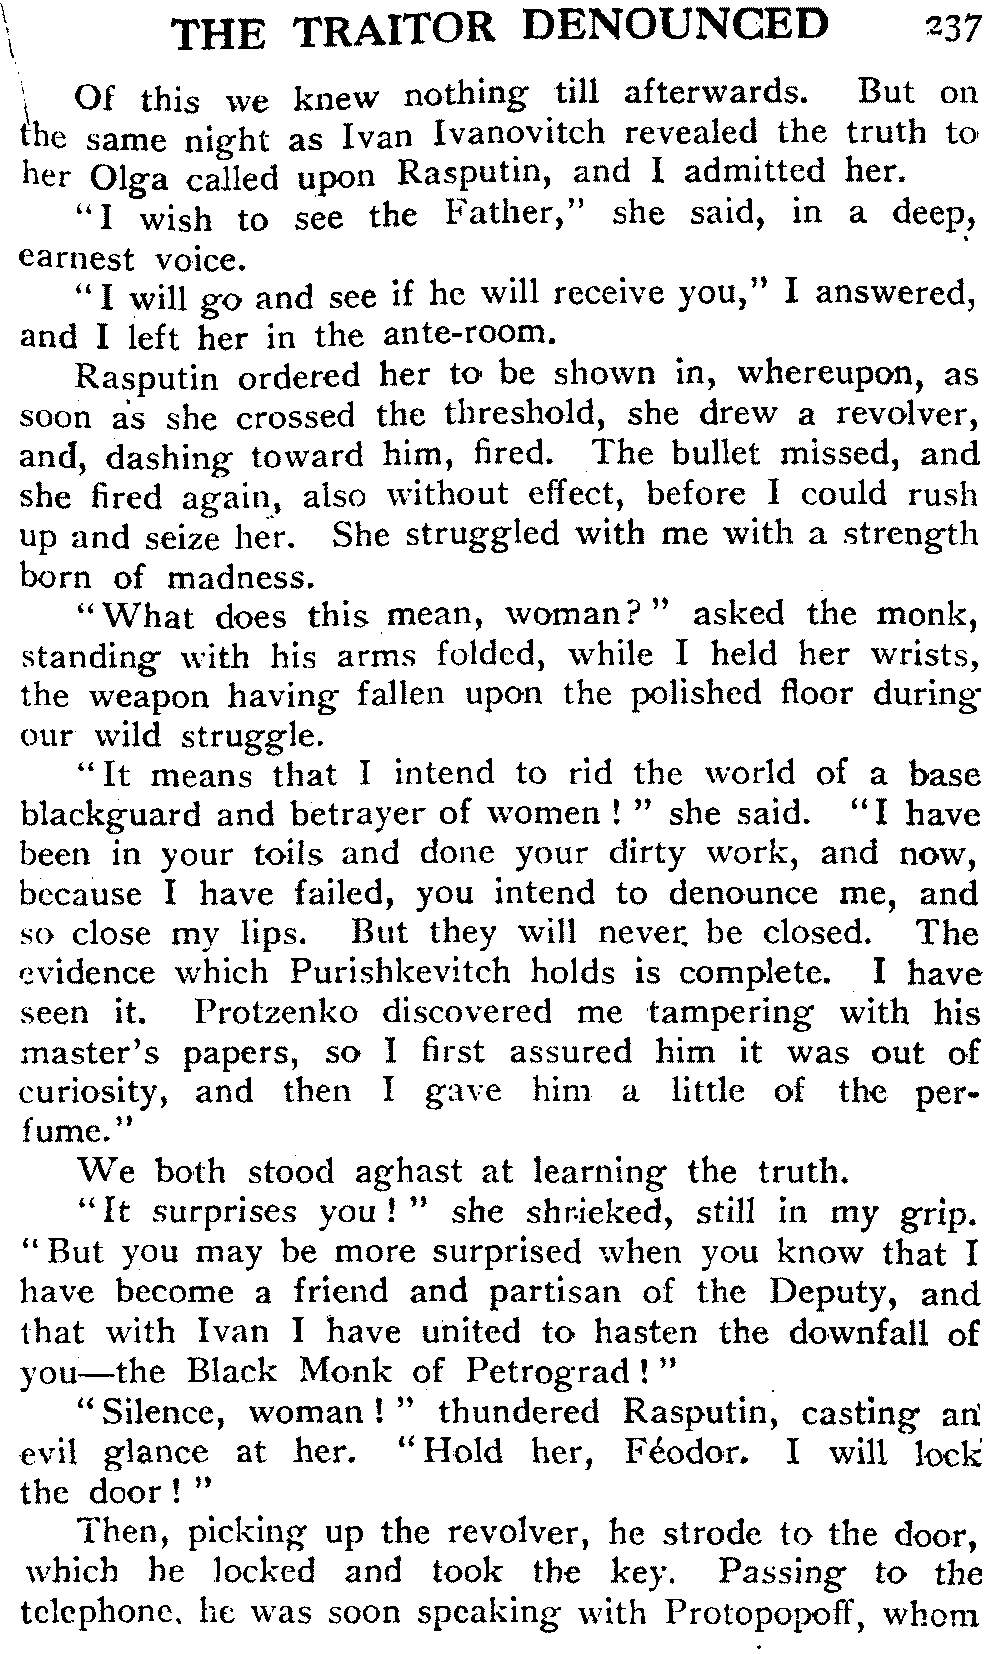 THE TRAITOR DENOUNCED 237
Of this we knew nothing till afterwards. But on
the same night as Ivan Ivanovitch revealed the truth to
her Olga called upon Rasputin, and I admitted her.
"I wish to see the Father," she said, in a deep,
earnest voice.
"I will go and see if he will receive you," I answered,
and I left her in the ante-room.
Rasputin ordered her to be shown in, whereupon, as
soon as she crossed the threshold, she drew a revolver,
and, dashing toward him, fired. The bullet missed, and
she fired again, also without effect, before I could rush
up and seize her. She struggled with me with a strength
born of madness.
"What does this mean, woman?" asked the monk,
standing with his arms folded, while I held her wrists,
the weapon having fallen upon the polished floor during
our wild struggle.
"It means that I intend to rid the world of a base
blackguard and betrayer of women!" she said. "I have
been in your toils and done your dirty work, and now,
because I have failed, you intend to denounce me, and
so close my lips. But they will never be closed. The
evidence which Purishkevitch holds is complete. I have
seen it. Protzenko discovered me tampering with his
master's papers, so I first assured him it was out of
curiosity, and then I gave him a little of the per-
fume."
We both stood aghast at learning the truth.
"It surprises you!" she shrieked, still in my grip.
"But you may be more surprised when you know that I
have become a friend and partisan of the Deputy, and
that with Ivan I have united to hasten the downfall of
you—the Black Monk of Petrograd!"
"Silence, woman!" thundered Rasputin, casting an
evil glance at her. "Hold her, Féodor. I will lock
the door!"
Then, picking up the revolver, he strode to the door,
which he locked and took the key. Passing to the
telephone, he was soon speaking with Protopopoff, whom